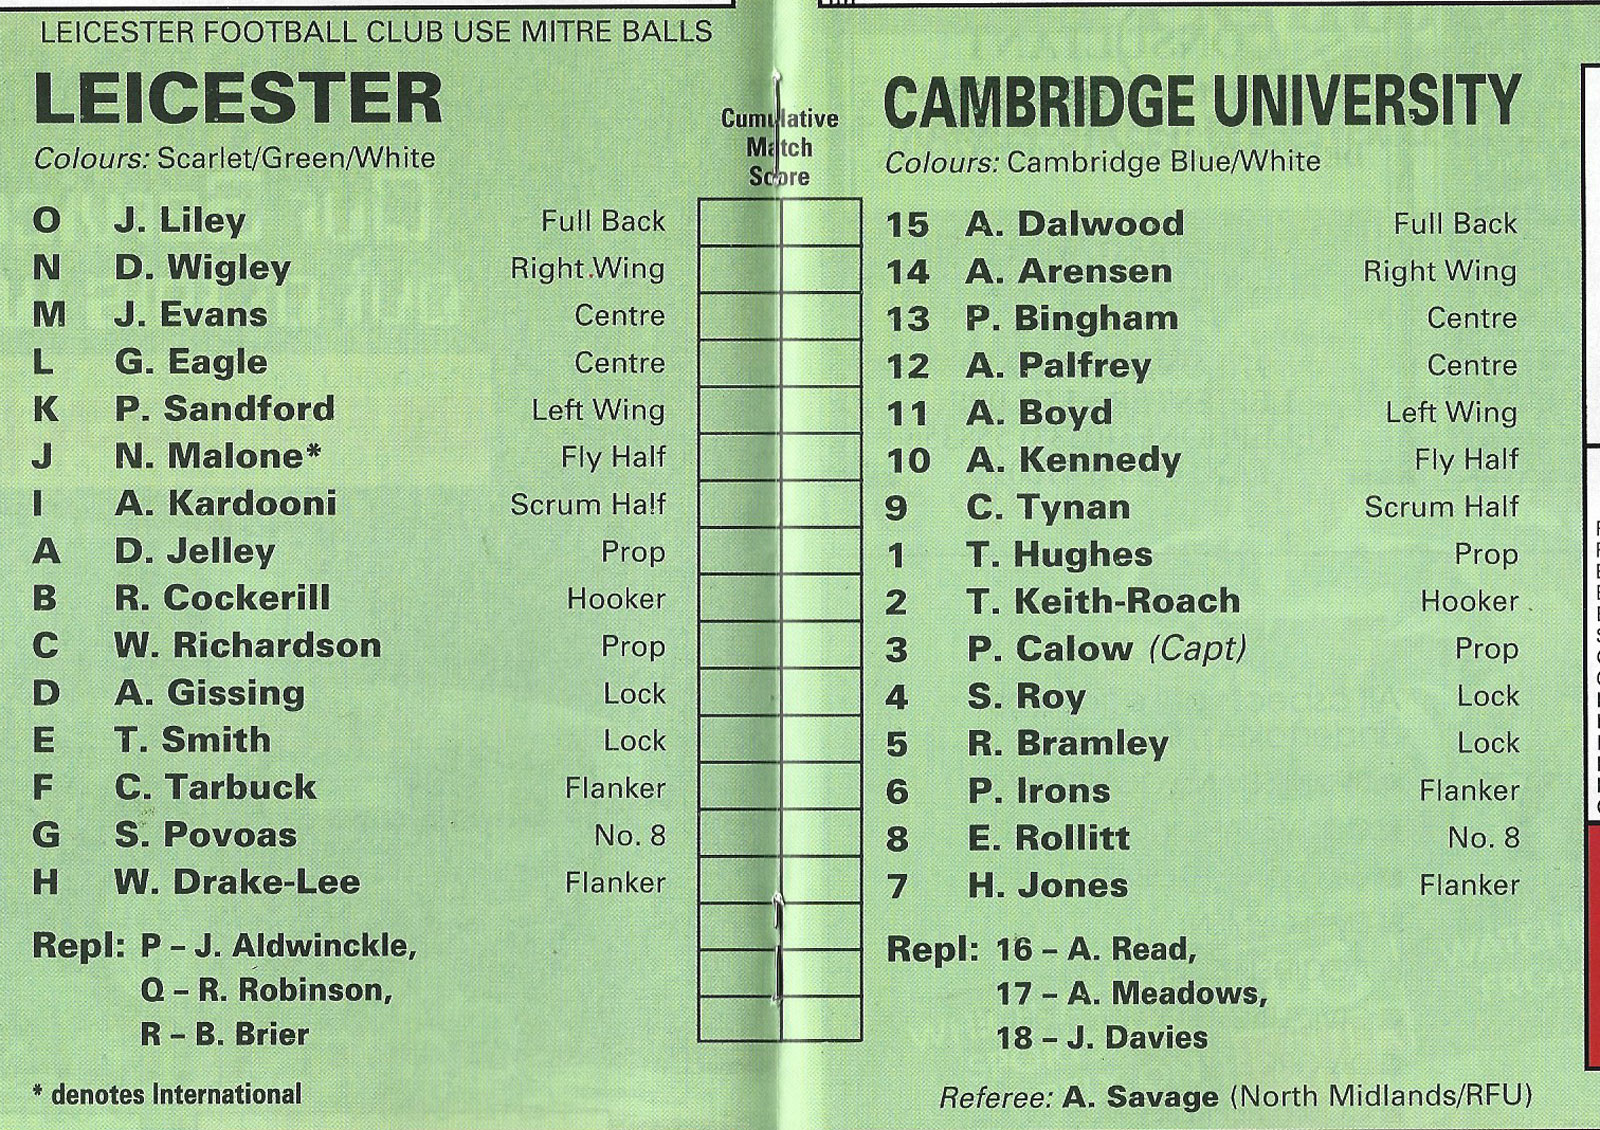 LEICESTER FOOTBALL CLUB USE MITRE BALLS
LEICESTER
Colours: Scarlet/Green/White
O J. Liley Full Back
N D. Wigley Right Wing
M J. Evans Centre
L G. Eagle Centre
K P. Sandford Left Wing
J N. Malone* Fly Half
I A. Kardooni Scrum Half
A D. Jelley Prop
B R. Cockerill Hooker
C W. Richardson Prop
D A. Gissing Lock
E T. Smith Lock
F C. Tarbuck Flanker
G S. Povoas No. 8
H W. Drake-Lee Flanker
Repl: P – J. Aldwinckle,
Q – R. Robinson,
R – B. Brier
* denotes International
Cumulative
Match
Score
CAMBRIDGE UNIVERSITY
Colours: Cambridge Blue/White
15 A. Dalwood Full Back
14 A. Arensen Right Wing
13 P. Bingham Centre
12 A. Palfrey Centre
11 A. Boyd Left Wing
10 A. Kennedy Fly Half
9 C. Tynan Scrum Half
1 T. Hughes Prop
2 T. Keith-Roach Hooker
3 P. Calow (Capt) Prop
4 S. Roy Lock
5 R. Bramley Lock
6 P. Irons Flanker
8 E. Rollitt No. 8
7 H. Jones Flanker
Repl: 16 – A. Read,
17 – A. Meadows,
18 – J. Davies
Referee: A. Savage (North Midlands/RFU)